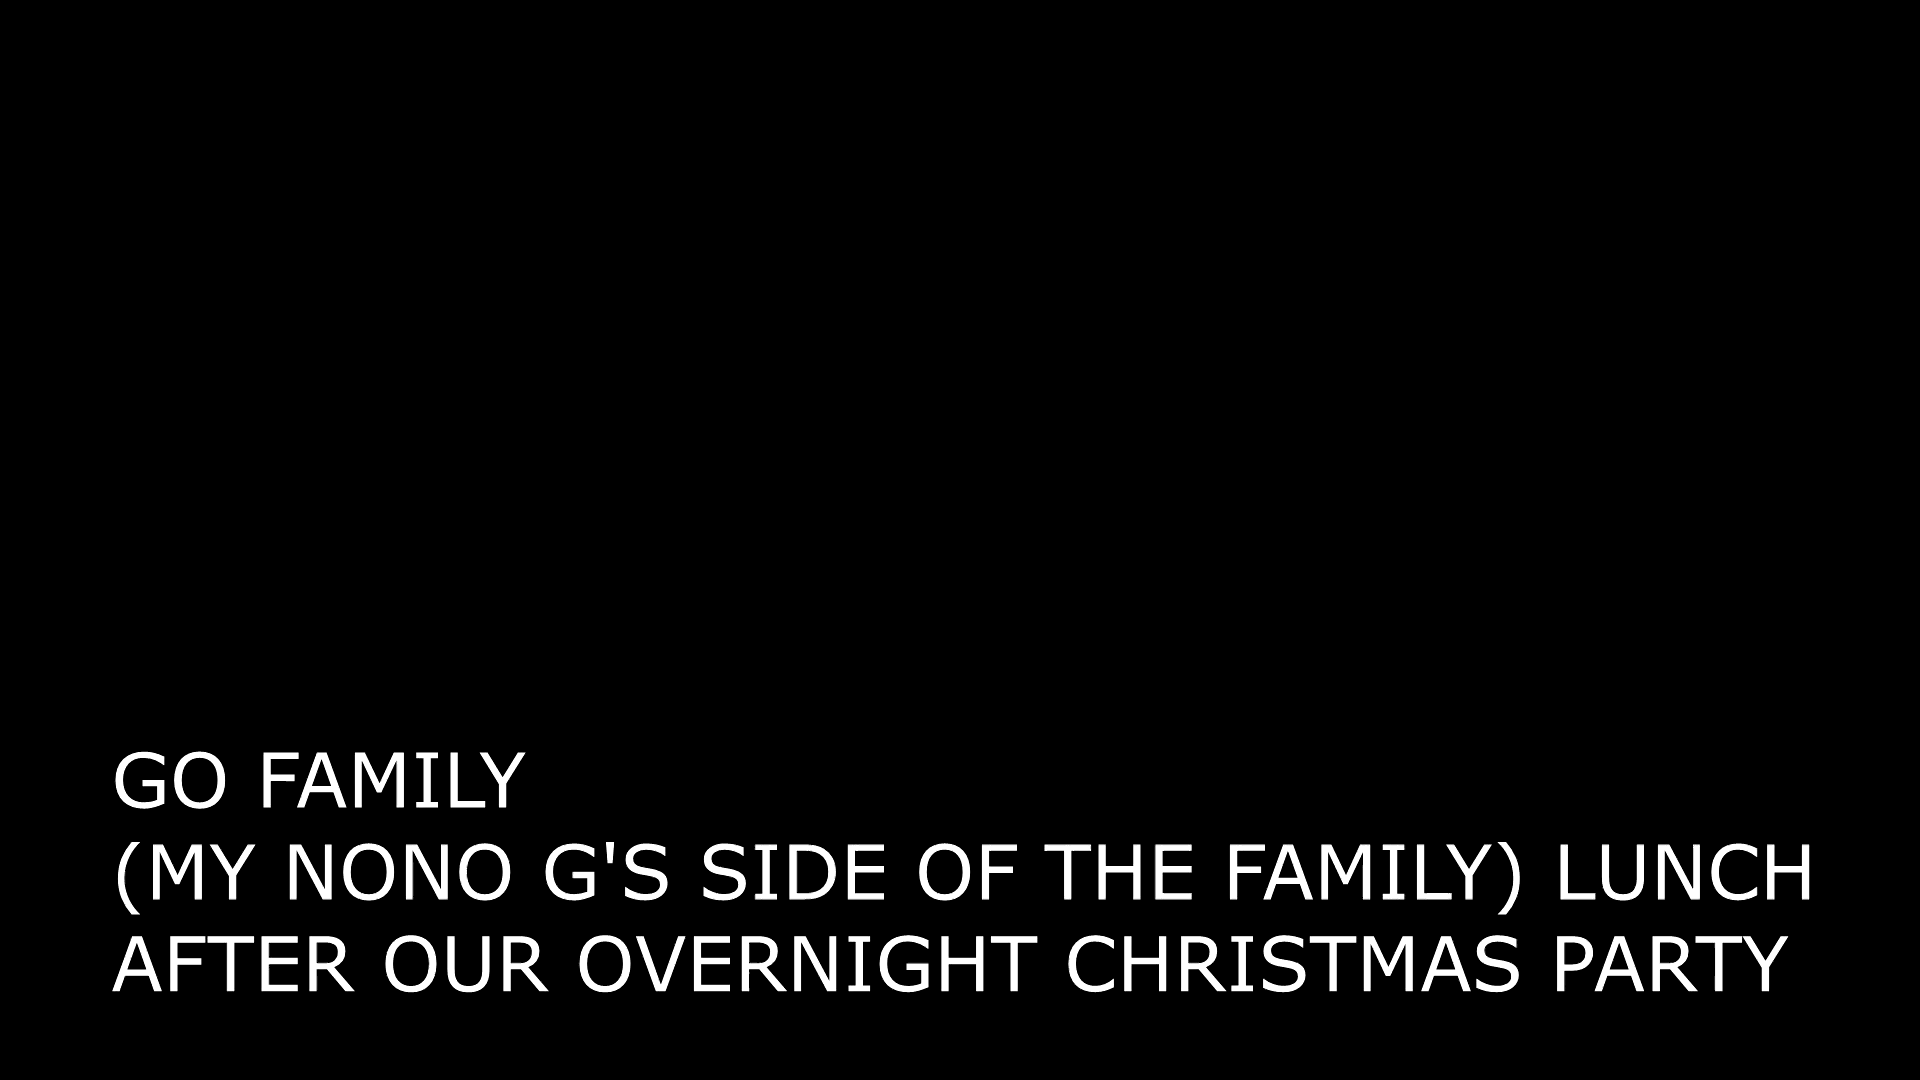 GO FAMILY
(MY NONO G'S SIDE OF THE FAMILY) LUNCH
AFTER OUR OVERNIGHT CHRISTMAS PARTY